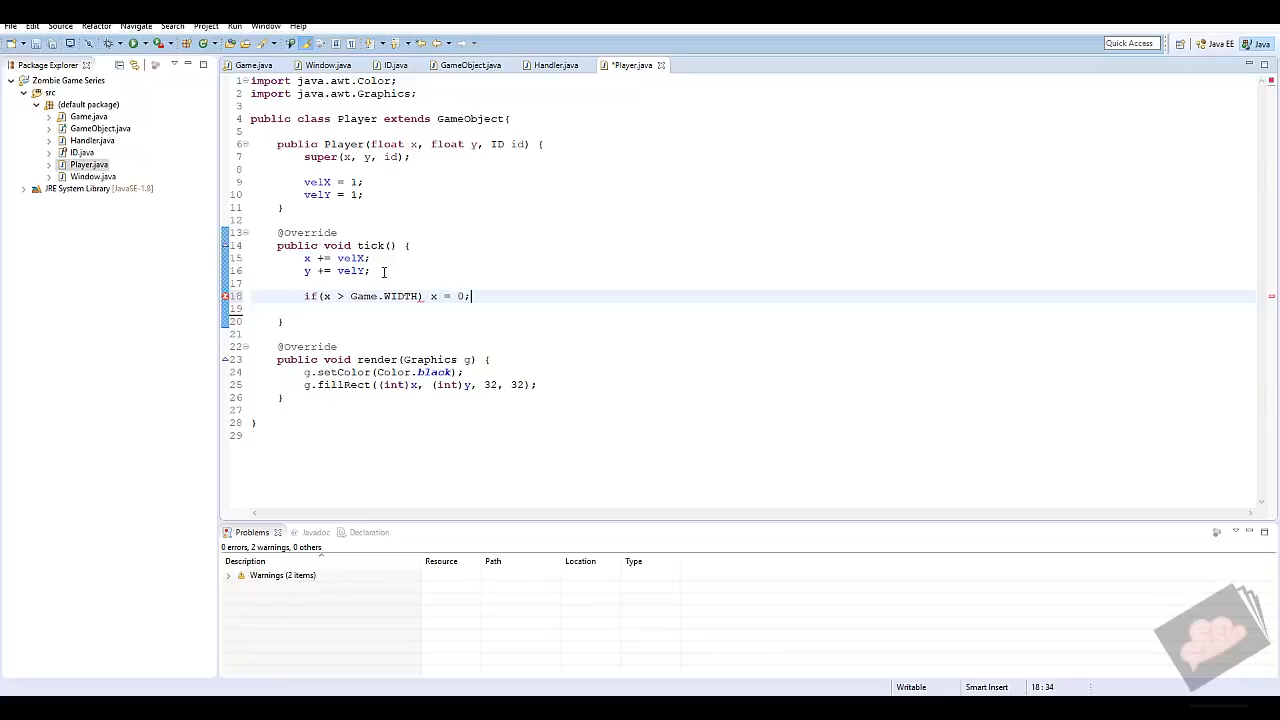 File Edit Source Refactor Navigate Search Project Run Window Help
Quick Access
Java EE
Java
Package Explorer
Zombie Game Series
src
(default package)
Game.java
GameObject.java
Handler.java
ID.java
Player.java
Window.java
JRE System Library [JavaSE-1.8]
Game.java Window.java ID.java GameObject.java Handler.java *Player.java
1 import java.awt.Color;
2 import java.awt.Graphics;
3
4 public class Player extends GameObject{
5
6 public Player(float x, float y, ID id) {
7 super(x, y, id);
8
9 velX = 1;
10 velY = 1;
11 }
12
13 @Override
14 public void tick() {
15 x += velX;
16 y += velY;
17
18 if(x > Game.WIDTH) x = 0;
19
20 }
21
22 @Override
23 public void render(Graphics g) {
24 g.setColor(Color.black);
25 g.fillRect((int)x, (int)y, 32, 32);
26 }
27
28 }
29
Problems Javadoc Declaration
0 errors, 2 warnings, 0 others
Description Resource Path Location Type
Warnings (2 items)
Writable Smart Insert 18 : 34